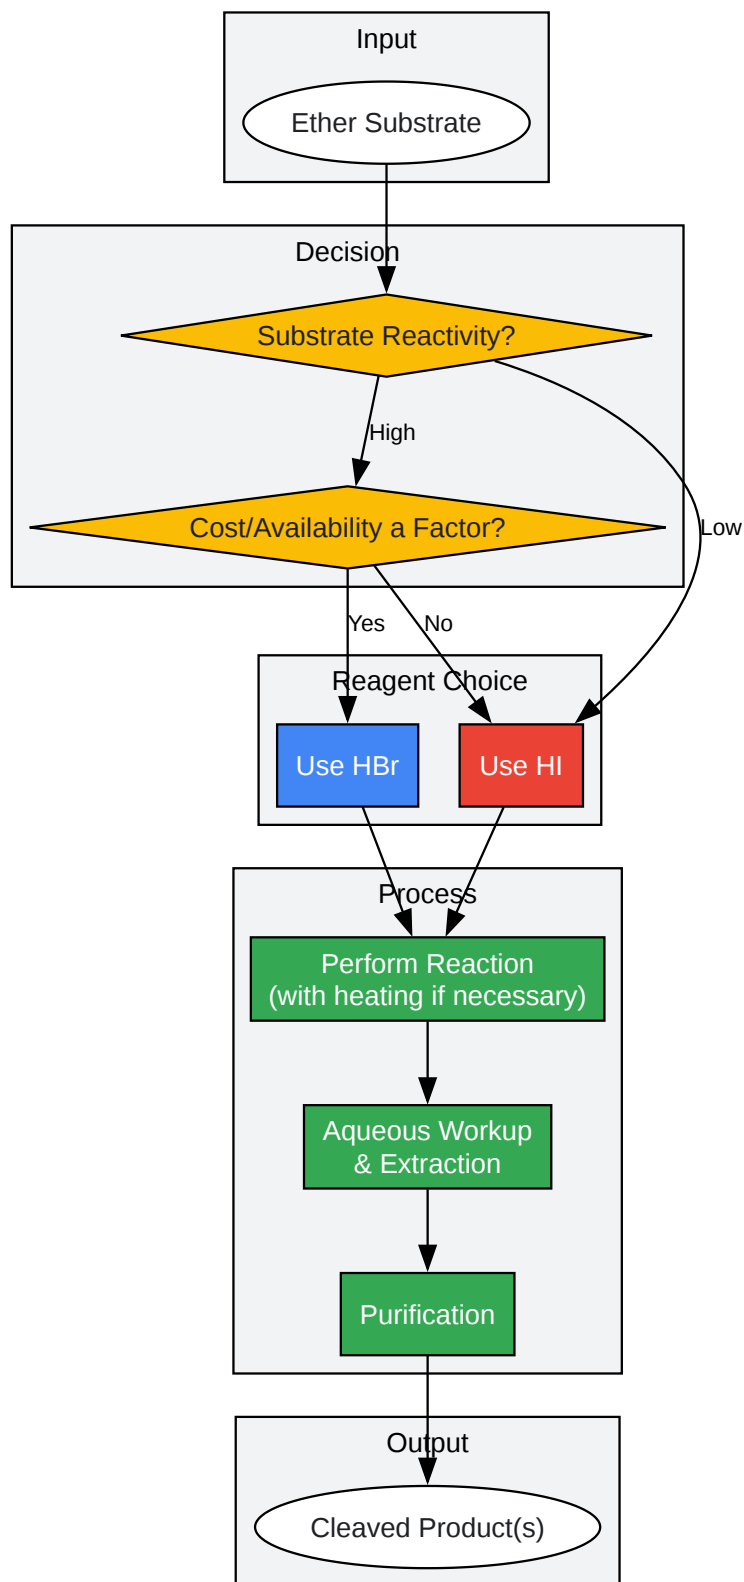 Input
Ether Substrate
Decision
Substrate Reactivity?
High
Cost/Availability a Factor?
Low
Yes
No
Reagent Choice
Use HBr
Use HI
Process
Perform Reaction
(with heating if necessary)
Aqueous Workup
& Extraction
Purification
Output
Cleaved Product(s)